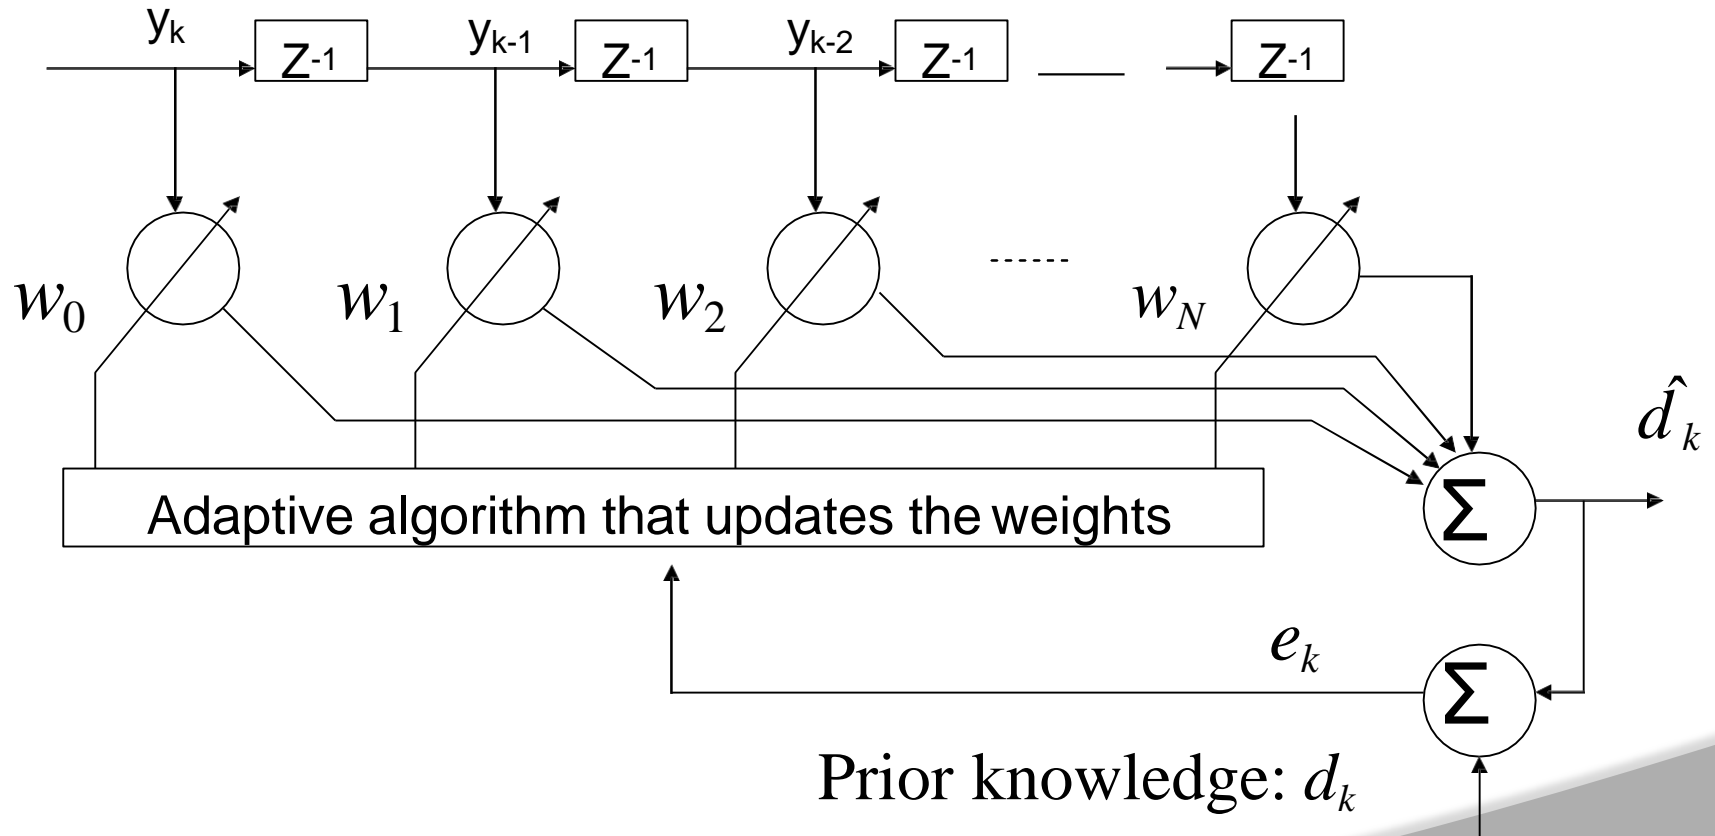 yₖ Z-1 yₖ₋₁ Z-1 yₖ₋₂ Z-1 Z-1
w₀ w₁ w₂ w_N
d̂ₖ
Adaptive algorithm that updates the weights Σ
eₖ
Σ
Prior knowledge: dₖ